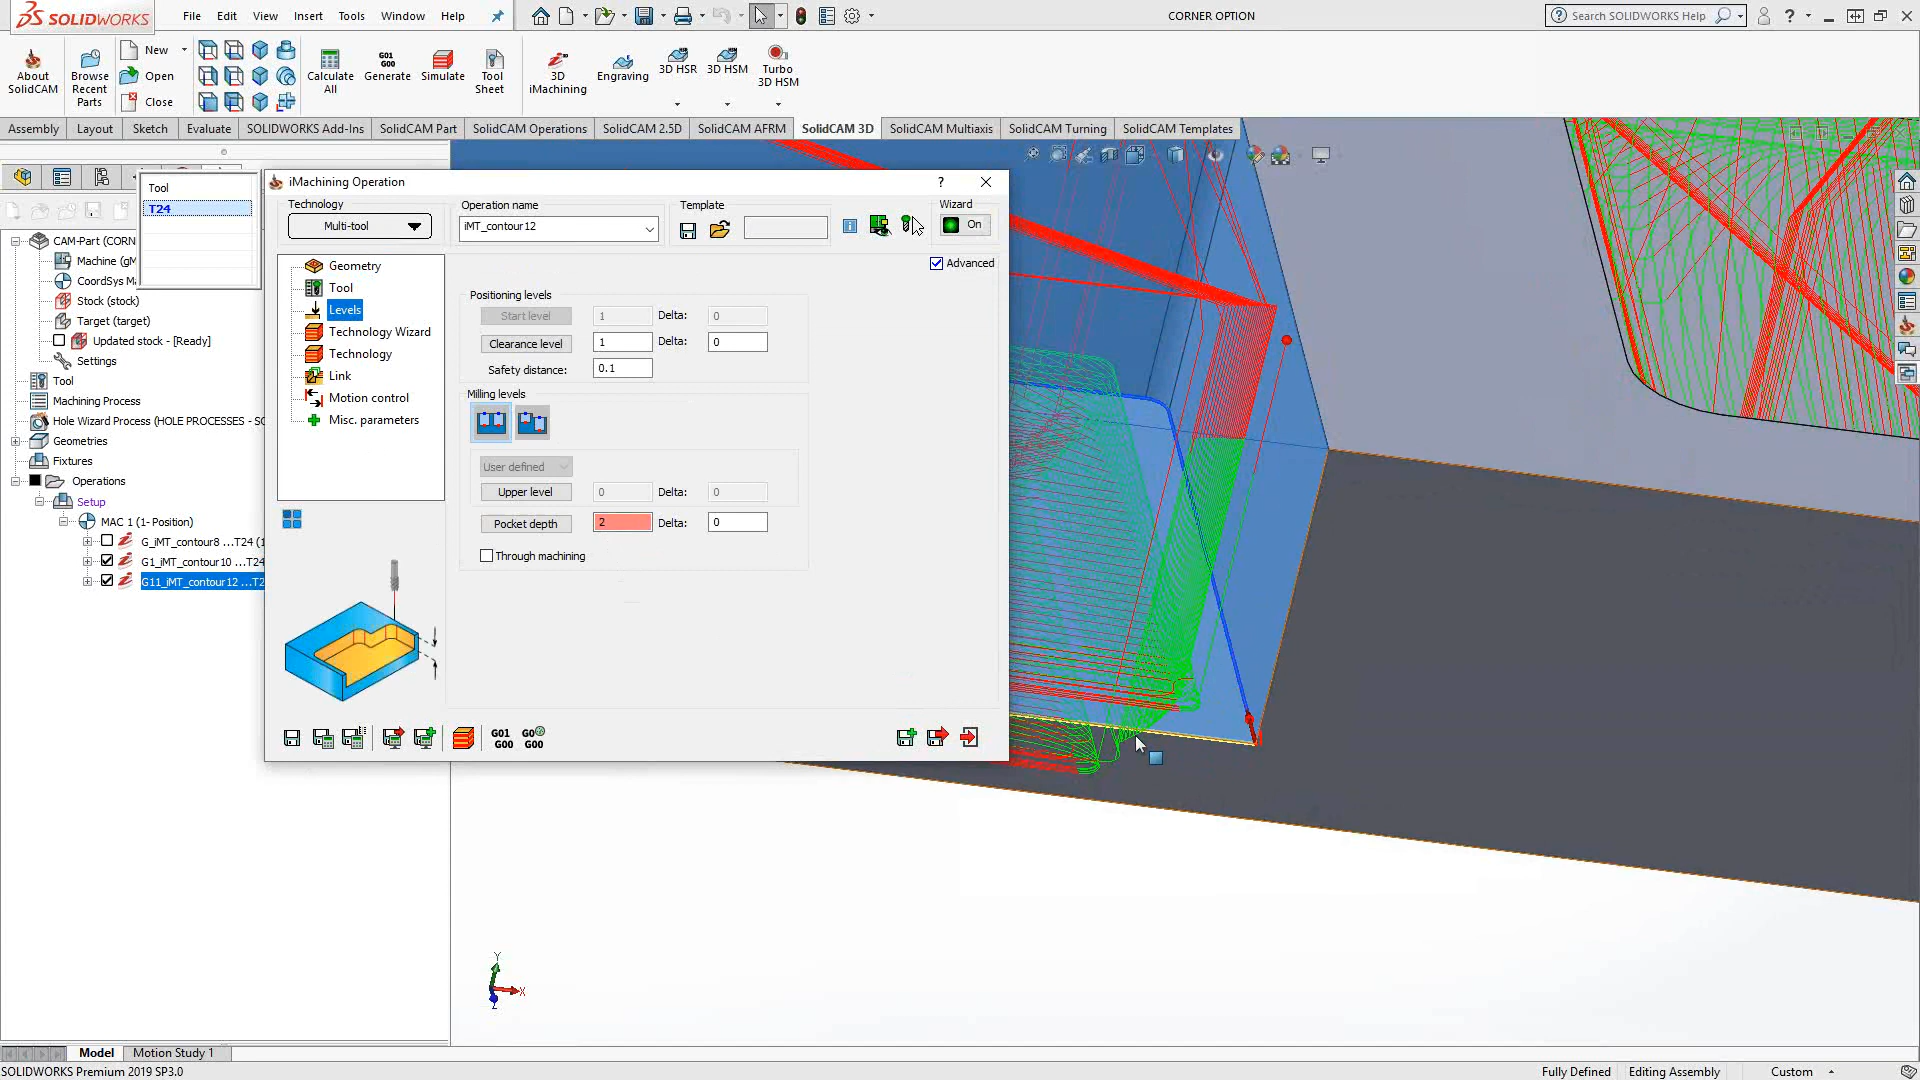 SOLIDWORKS File Edit View Insert Tools Window Help CORNER OPTION Search SOLIDWORKS Help
About SolidCAM
Browse Recent Parts
New
Open
Close
Calculate All
G01 G00 Generate
Simulate
Tool Sheet
3D iMachining
Engraving
3D HSR
3D HSM
Turbo 3D HSM
Assembly Layout Sketch Evaluate SOLIDWORKS Add-Ins SolidCAM Part SolidCAM Operations SolidCAM 2.5D SolidCAM AFRM SolidCAM 3D SolidCAM Multiaxis SolidCAM Turning SolidCAM Templates
Tool
T24
CAM-Part (CORN
Machine (gM
CoordSys Ma
Stock (stock)
Target (target)
Updated stock - [Ready]
Settings
Tool
Machining Process
Hole Wizard Process (HOLE PROCESSES - SC
Geometries
Fixtures
Operations
Setup
MAC 1 (1- Position)
G_iMT_contour8 ...T24 (1
G1_iMT_contour10 ...T24
G11_iMT_contour12 ...T2
iMachining Operation
Technology
Multi-tool
Operation name
iMT_contour12
Template
Wizard
On
Advanced
Geometry
Tool
Levels
Technology Wizard
Technology
Link
Motion control
Misc. parameters
Positioning levels
Start level 1 Delta: 0
Clearance level 1 Delta: 0
Safety distance: 0.1
Milling levels
User defined
Upper level 0 Delta: 0
Pocket depth 2 Delta: 0
Through machining
G01 G00
G0 G00
Y
X
Z
Model Motion Study 1
SOLIDWORKS Premium 2019 SP3.0 Fully Defined Editing Assembly Custom